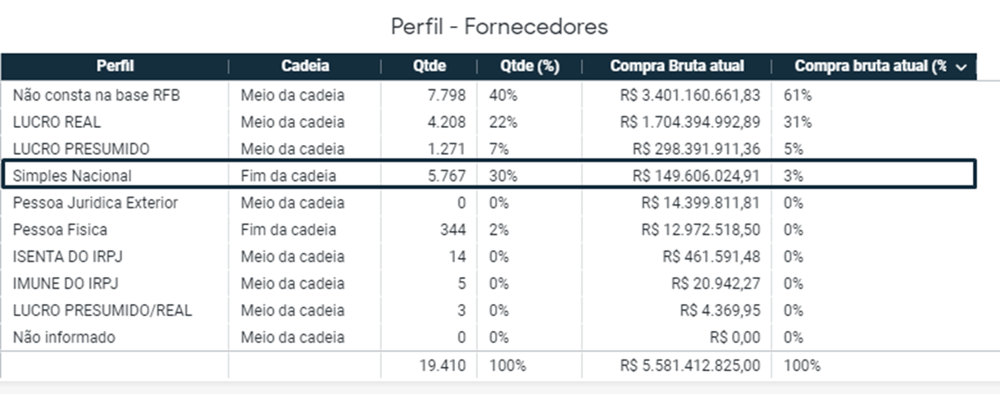 Perfil - Fornecedores
Perfil Cadeia Qtde Qtde (%) Compra Bruta atual Compra bruta atual (%
Não consta na base RFB Meio da cadeia 7.798 40% R$ 3.401.160.661,83 61%
LUCRO REAL Meio da cadeia 4.208 22% R$ 1.704.394.992,89 31%
LUCRO PRESUMIDO Meio da cadeia 1.271 7% R$ 298.391.911,36 5%
Simples Nacional Fim da cadeia 5.767 30% R$ 149.606.024,91 3%
Pessoa Juridica Exterior Meio da cadeia 0 0% R$ 14.399.811,81 0%
Pessoa Fisica Fim da cadeia 344 2% R$ 12.972.518,50 0%
ISENTA DO IRPJ Meio da cadeia 14 0% R$ 461.591,48 0%
IMUNE DO IRPJ Meio da cadeia 5 0% R$ 20.942,27 0%
LUCRO PRESUMIDO/REAL Meio da cadeia 3 0% R$ 4.369,95 0%
Não informado Meio da cadeia 0 0% R$ 0,00 0%
19.410 100% R$ 5.581.412.825,00 100%